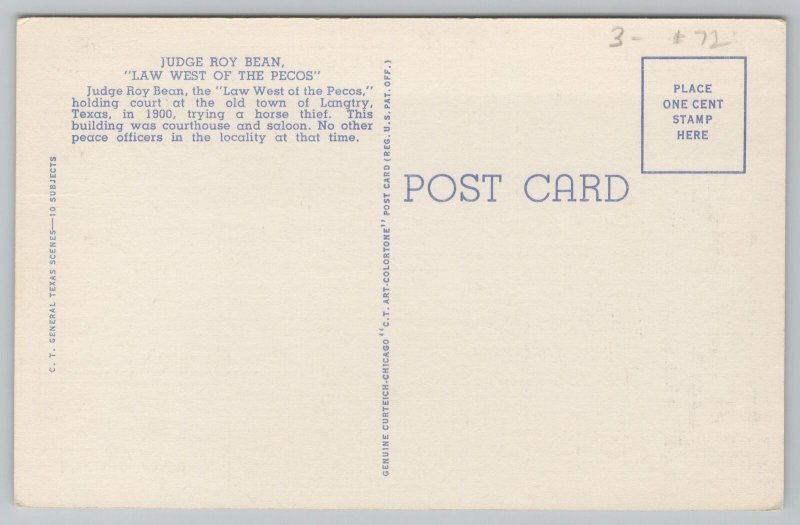 3- #72
JUDGE ROY BEAN,
"LAW WEST OF THE PECOS"
Judge Roy Bean, the "Law West of the Pecos,"
holding court at the old town of Langtry,
Texas, in 1900, trying a horse thief. This
building was courthouse and saloon. No other
peace officers in the locality at that time.
C. T. GENERAL TEXAS SCENES—10 SUBJECTS
GENUINE CURTEICH-CHICAGO "C.T. ART-COLORTONE" POST CARD (REG. U.S. PAT. OFF.)
POST CARD
PLACE
ONE CENT
STAMP
HERE